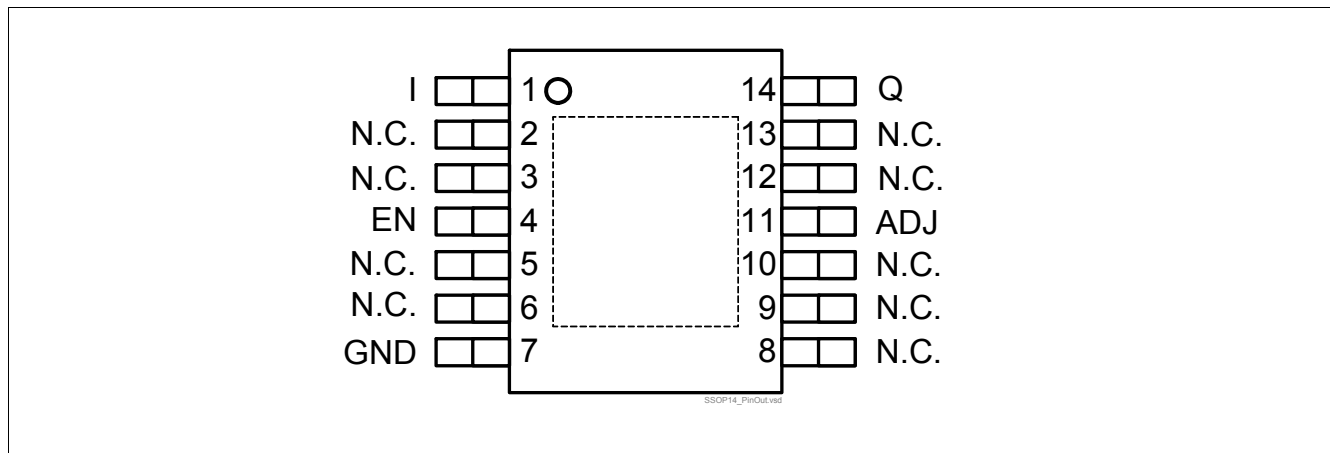 I 1 14 Q
N.C. 2 13 N.C.
N.C. 3 12 N.C.
EN 4 11 ADJ
N.C. 5 10 N.C.
N.C. 6 9 N.C.
GND 7 8 N.C.
SSOP14_PinOut.vsd